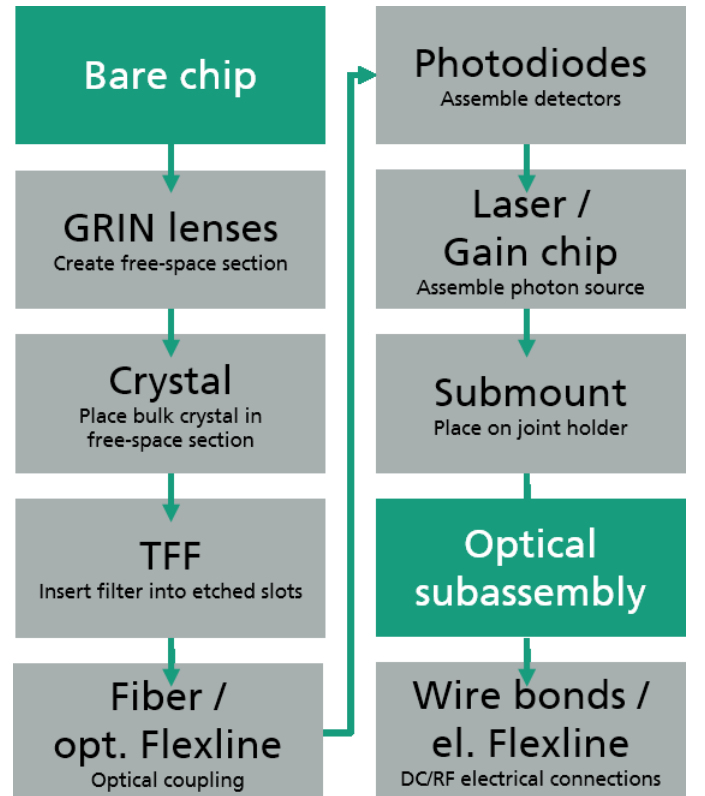 Bare chip
GRIN lenses
Create free-space section
Crystal
Place bulk crystal in
free-space section
TFF
Insert filter into etched slots
Fiber /
opt. Flexline
Optical coupling
Photodiodes
Assemble detectors
Laser /
Gain chip
Assemble photon source
Submount
Place on joint holder
Optical
subassembly
Wire bonds /
el. Flexline
DC/RF electrical connections